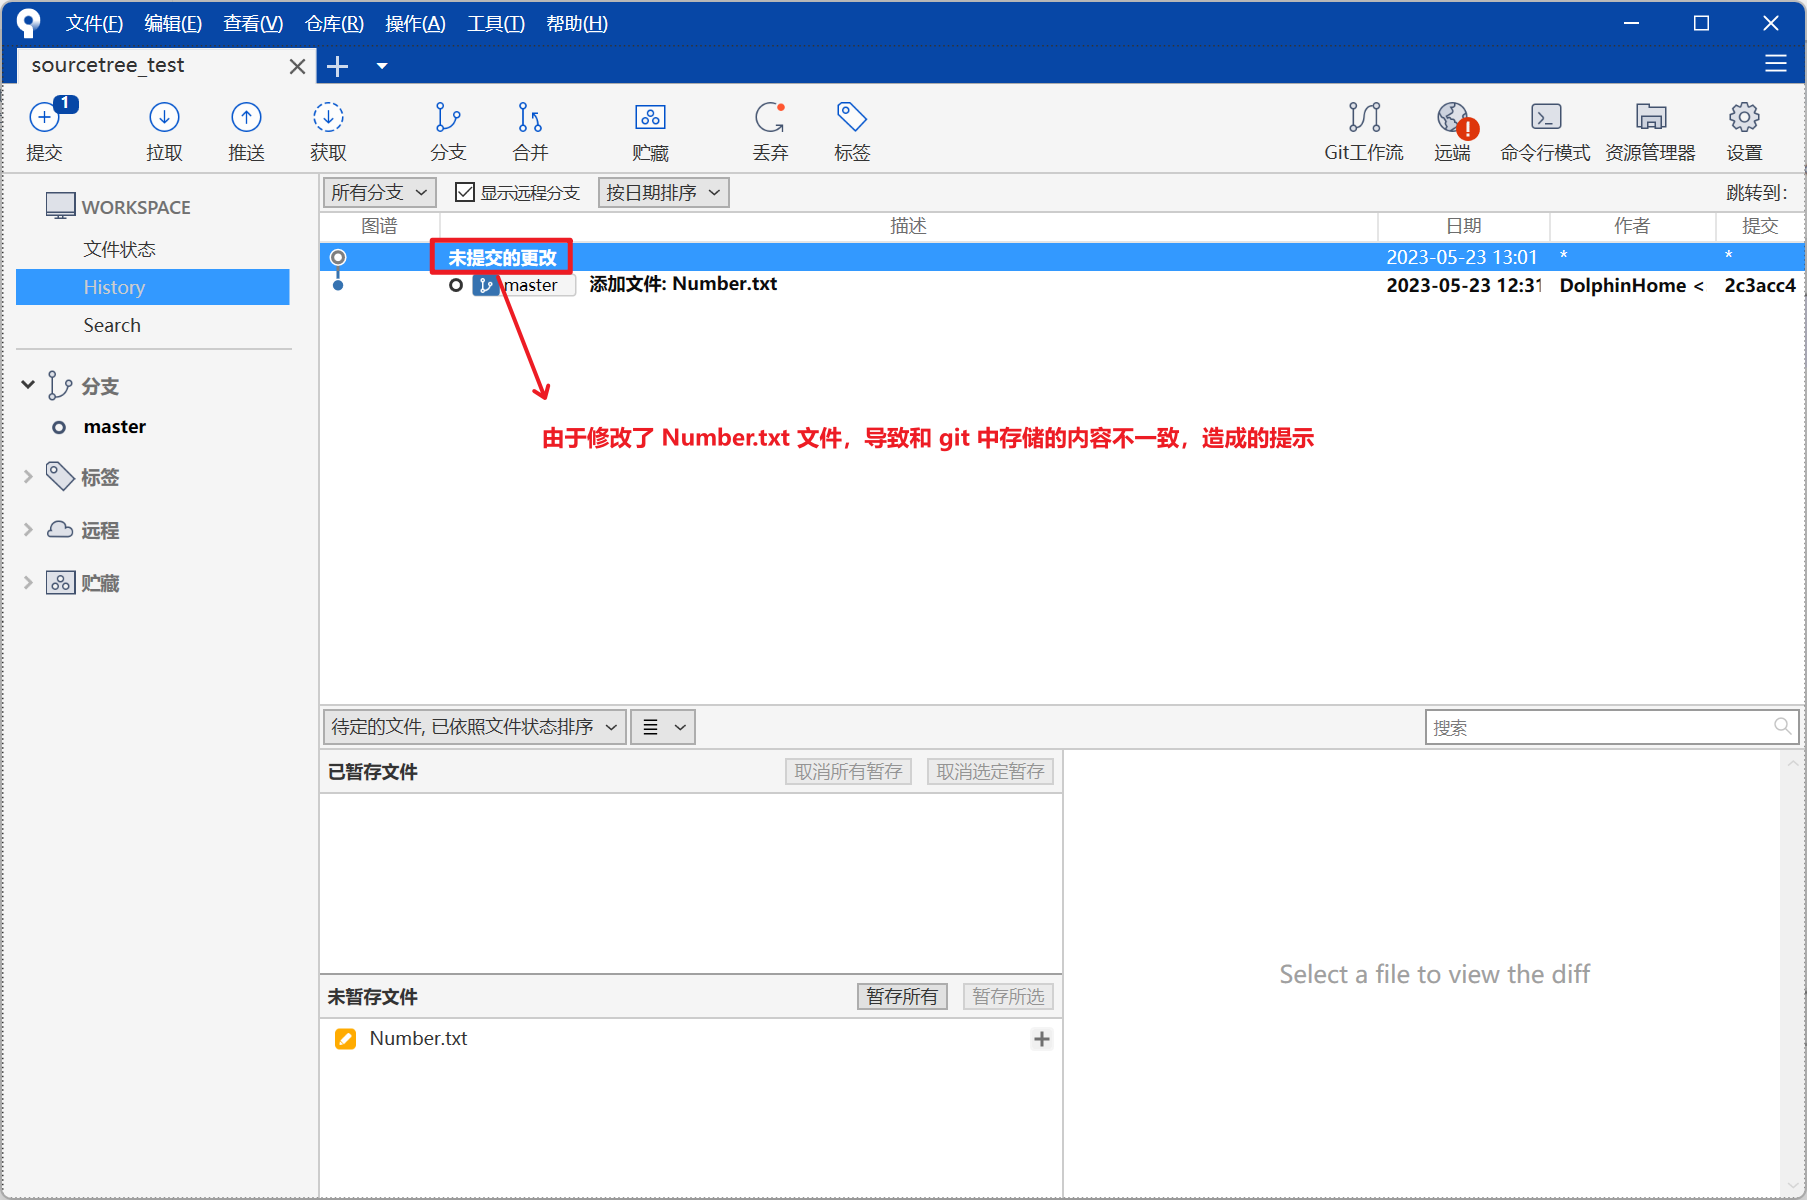 文件(F) 编辑(E) 查看(V) 仓库(R) 操作(A) 工具(T) 帮助(H)
sourcetree_test
1
提交 拉取 推送 获取 分支 合并 贮藏 丢弃 标签 Git工作流 远端 命令行模式 资源管理器 设置
WORKSPACE
文件状态
History
Search
分支
master
标签
远程
贮藏
所有分支 显示远程分支 按日期排序 跳转到:
图谱 描述 日期 作者 提交
未提交的更改 2023-05-23 13:01 * *
master 添加文件: Number.txt 2023-05-23 12:31 DolphinHome < 2c3acc4
由于修改了 Number.txt 文件，导致和 git 中存储的内容不一致，造成的提示
待定的文件, 已依照文件状态排序 搜索
已暂存文件 取消所有暂存 取消选定暂存
未暂存文件 暂存所有 暂存所选
Number.txt
Select a file to view the diff